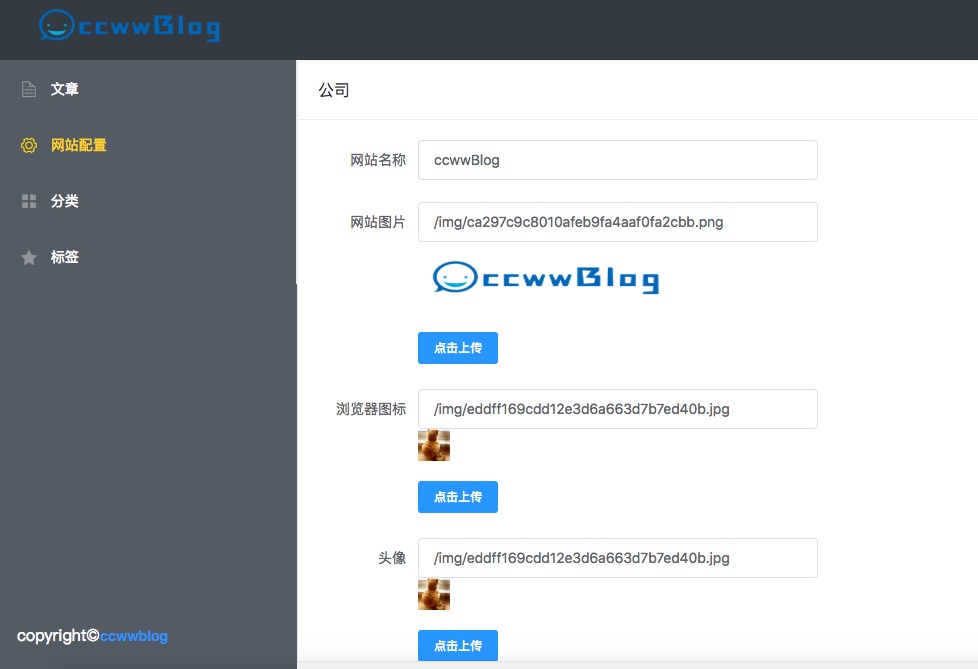 ccwwBlog
文章
网站配置
分类
标签
copyright©ccwwblog
公司
网站名称 ccwwBlog
网站图片 /img/ca297c9c8010afeb9fa4aaf0fa2cbb.png
ccwwBlog
点击上传
浏览器图标 /img/eddff169cdd12e3d6a663d7b7ed40b.jpg
点击上传
头像 /img/eddff169cdd12e3d6a663d7b7ed40b.jpg
点击上传